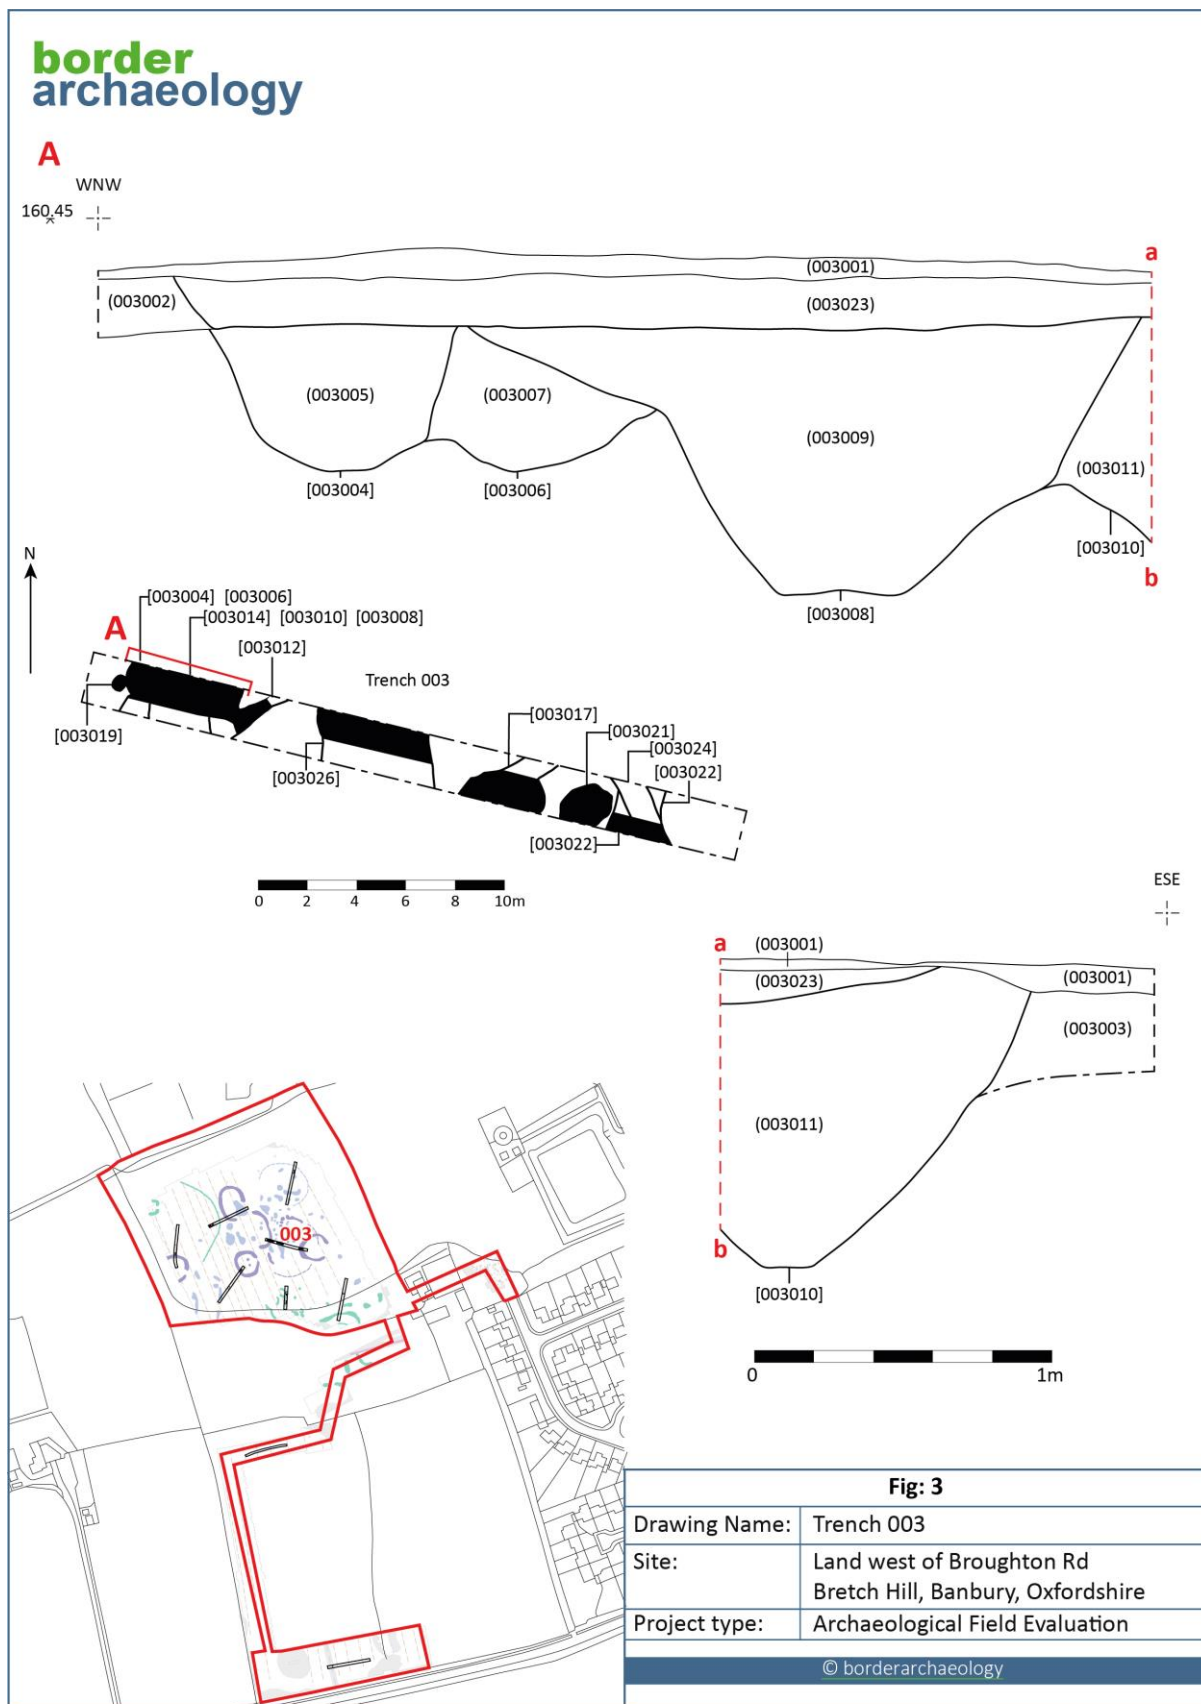 border
archaeology
A
WNW
160.45
a
(003001)
(003002)
(003023)
(003005)
(003007)
(003009)
(003011)
[003004]
[003006]
[003010]
b
[003008]
N
[003004] [003006]
[003014] [003010] [003008]
A
[003012]
Trench 003
[003019]
[003026]
[003017]
[003021]
[003024]
[003022]
[003022]
0 2 4 6 8 10m
ESE
a
(003001)
(003023)
(003001)
(003003)
(003011)
b
[003010]
0 1m
003
Fig: 3
Drawing Name: Trench 003
Site: Land west of Broughton Rd
Bretch Hill, Banbury, Oxfordshire
Project type: Archaeological Field Evaluation
© borderarchaeology